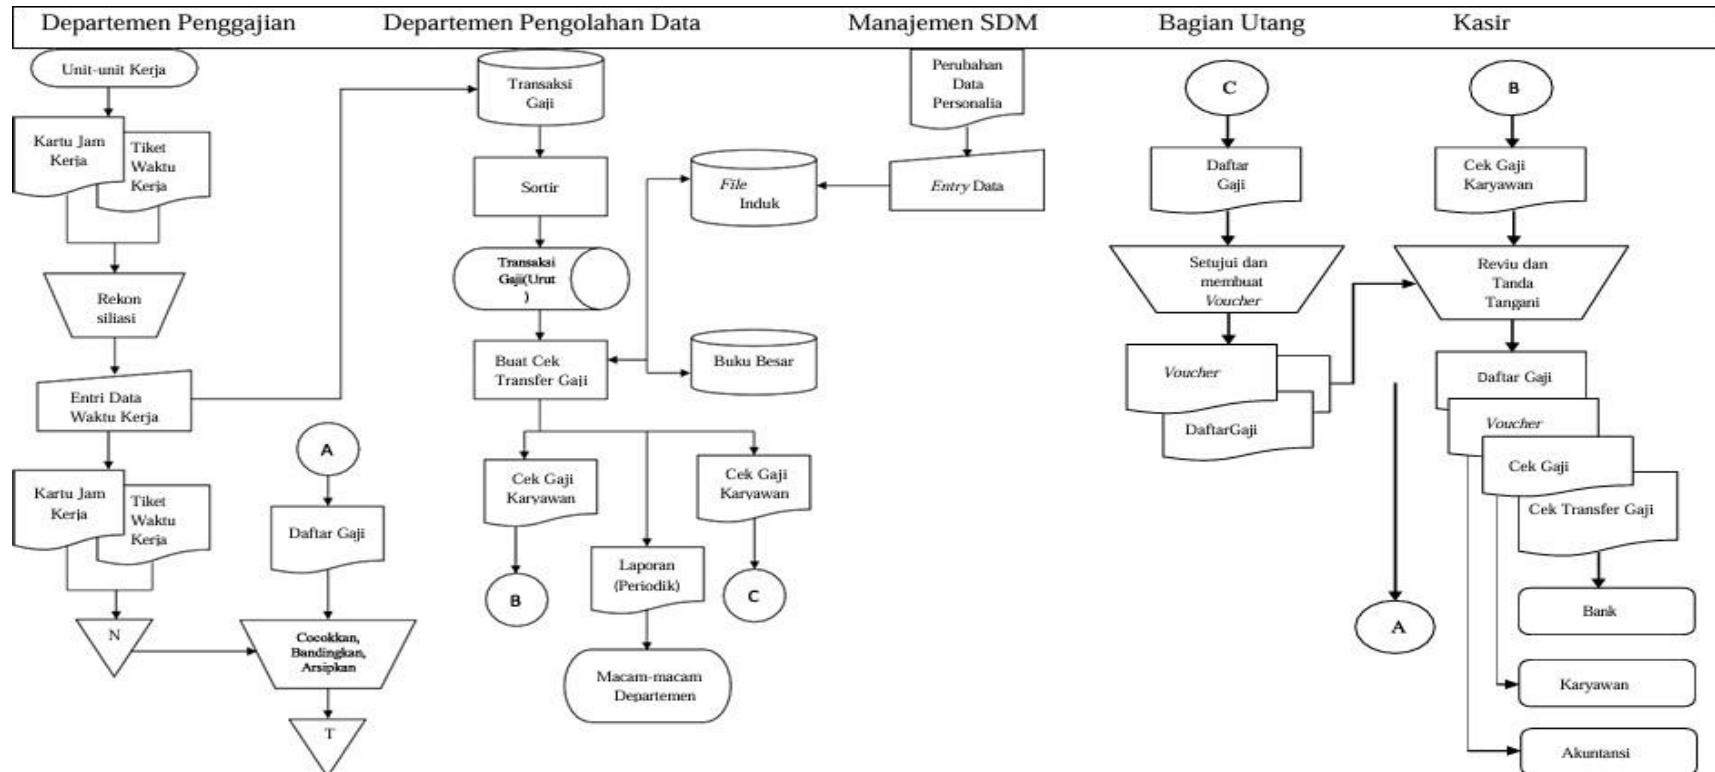 Departemen Penggajian
Departemen Pengolahan Data
Manajemen SDM
Bagian Utang
Kasir
Unit-unit Kerja
Kartu Jam
Kerja
Tiket
Waktu
Kerja
Rekon
siliasi
Entri Data
Waktu Kerja
Kartu Jam
Kerja
Tiket
Waktu
Kerja
N
A
Daftar Gaji
Cocokkan,
Bandingkan,
Arsipkan
T
Transaksi
Gaji
Sortir
Transaksi
Gaji(Urut
)
Buat Cek
Transfer Gaji
Cek Gaji
Karyawan
B
Laporan
(Periodik)
Macam-macam
Departemen
Cek Gaji
Karyawan
C
File
Induk
Buku Besar
Perubahan
Data
Personalia
Entry Data
C
Daftar
Gaji
Setujui dan
membuat
Voucher
Voucher
DaftarGaji
B
Cek Gaji
Karyawan
Reviu dan
Tanda
Tangani
Daftar Gaji
Voucher
Cek Gaji
Cek Transfer Gaji
A
Bank
Karyawan
Akuntansi